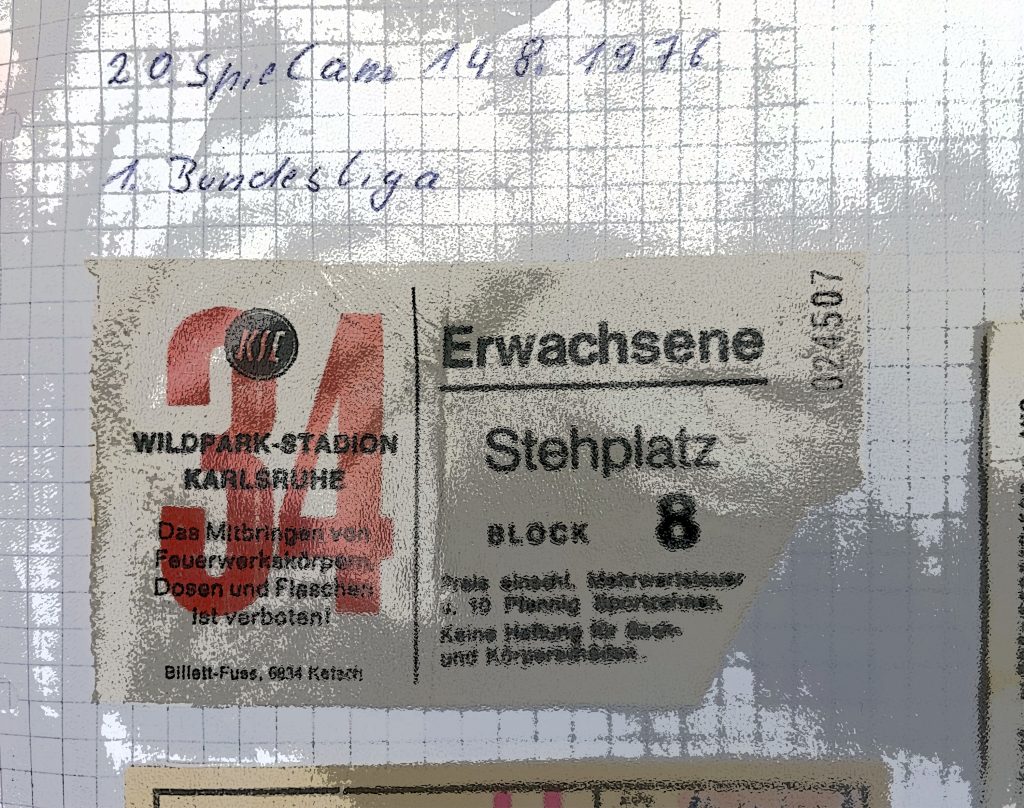 20 Spiel am 14 8. 1976
1. Bundesliga
34
KSC
WILDPARK-STADION
KARLSRUHE
Das Mitbringen von
Feuerwerkskörpern,
Dosen und Flaschen
ist verboten!
Billett-Fuss, 6834 Ketsch
Erwachsene
024507
Stehplatz
BLOCK 8
Preis einschl. Mehrwertsteuer
u. 10 Pfennig Sportzehner.
Keine Haftung für Sach-
und Körperschäden.